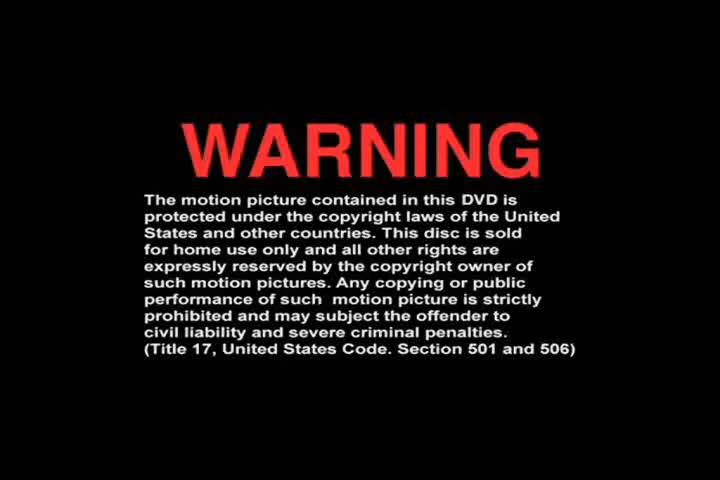 WARNING
The motion picture contained in this DVD is
protected under the copyright laws of the United
States and other countries. This disc is sold
for home use only and all other rights are
expressly reserved by the copyright owner of
such motion pictures. Any copying or public
performance of such  motion picture is strictly
prohibited and may subject the offender to
civil liability and severe criminal penalties.
(Title 17, United States Code. Section 501 and 506)